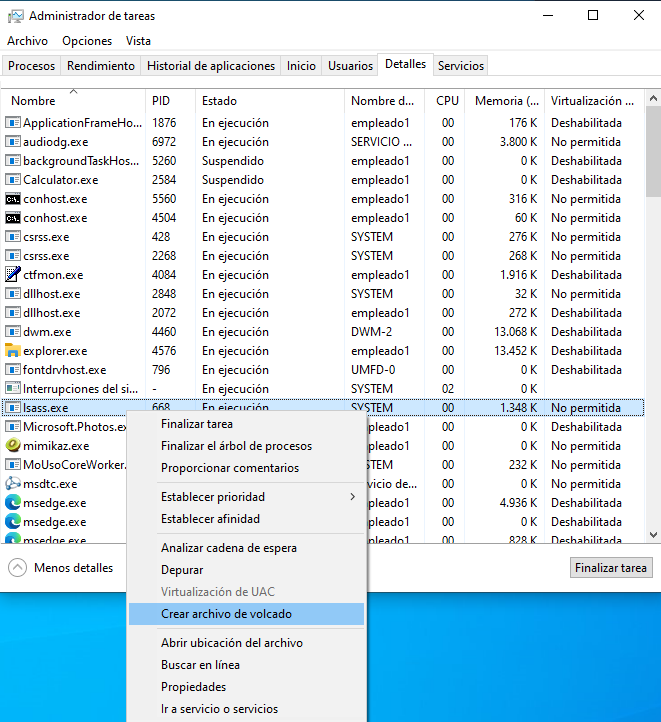 Administrador de tareas
Archivo Opciones Vista
Procesos Rendimiento Historial de aplicaciones Inicio Usuarios Detalles Servicios
Nombre PID Estado Nombre d... CPU Memoria (... Virtualización ...
ApplicationFrameHo... 1876 En ejecución empleado1 00 176 K Deshabilitada
audiodg.exe 6972 En ejecución SERVICIO ... 00 3.800 K No permitida
backgroundTaskHos... 5260 Suspendido empleado1 00 0 K Deshabilitada
Calculator.exe 2584 Suspendido empleado1 00 0 K Deshabilitada
conhost.exe 5560 En ejecución empleado1 00 316 K No permitida
conhost.exe 4504 En ejecución empleado1 00 60 K No permitida
csrss.exe 428 En ejecución SYSTEM 00 276 K No permitida
csrss.exe 2268 En ejecución SYSTEM 00 268 K No permitida
ctfmon.exe 4084 En ejecución empleado1 00 1.916 K Deshabilitada
dllhost.exe 2848 En ejecución SYSTEM 00 32 K No permitida
dllhost.exe 2072 En ejecución empleado1 00 272 K Deshabilitada
dwm.exe 4460 En ejecución DWM-2 00 13.068 K Deshabilitada
explorer.exe 4576 En ejecución empleado1 00 13.452 K Deshabilitada
fontdrvhost.exe 796 En ejecución UMFD-0 00 0 K Deshabilitada
Interrupciones del si... - En ejecución SYSTEM 02 0 K
lsass.exe 668 En ejecución SYSTEM 00 1.348 K No permitida
Microsoft.Photos.ex pleado1 00 0 K Deshabilitada
mimikaz.exe pleado1 00 0 K Deshabilitada
MoUsoCoreWorker. STEM 00 232 K No permitida
msdtc.exe vicio de... 00 0 K No permitida
msedge.exe pleado1 00 4.936 K Deshabilitada
msedge.exe pleado1 00 0 K Deshabilitada
msedge.exe pleado1 00 828 K Deshabilitada
Finalizar tarea
Finalizar el árbol de procesos
Proporcionar comentarios
Establecer prioridad
Establecer afinidad
Analizar cadena de espera
Depurar
Virtualización de UAC
Crear archivo de volcado
Abrir ubicación del archivo
Buscar en línea
Propiedades
Ir a servicio o servicios
Menos detalles Finalizar tarea